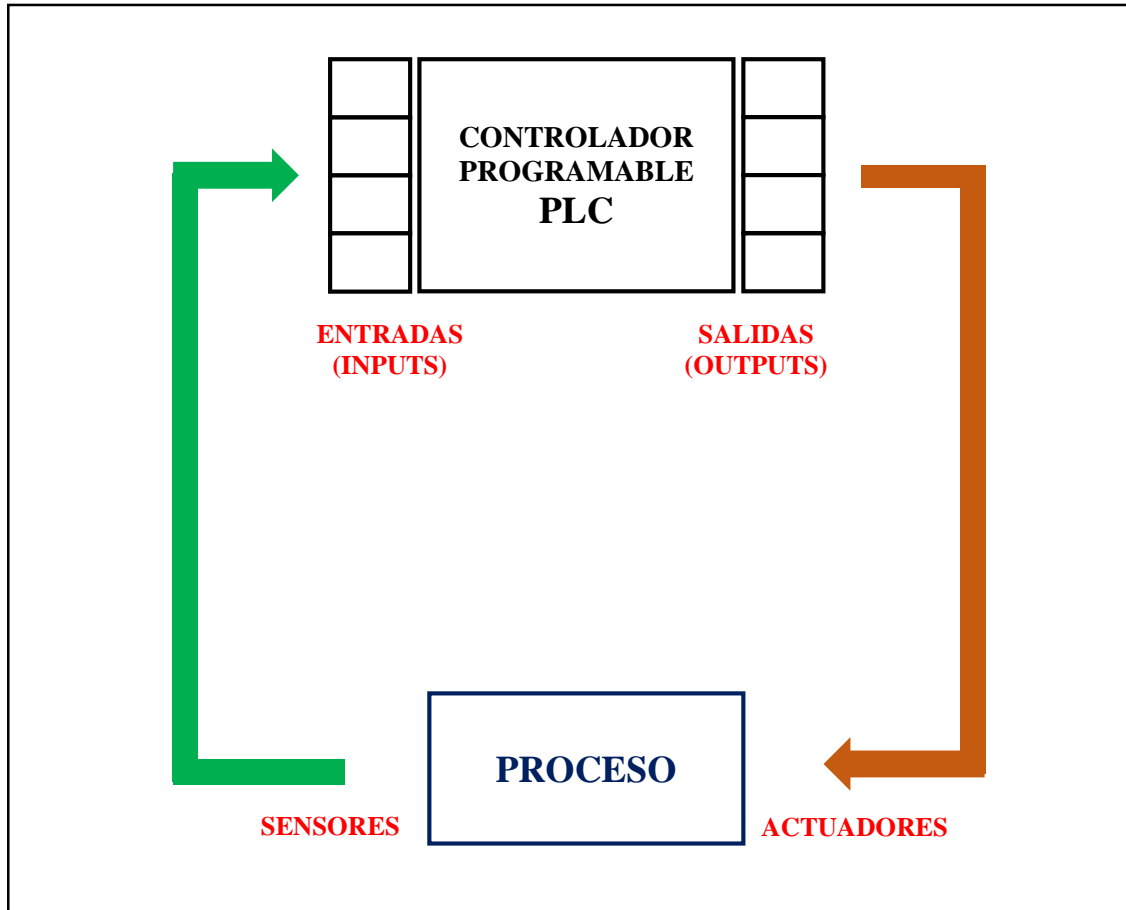 CONTROLADOR
PROGRAMABLE
PLC
ENTRADAS
(INPUTS)
SALIDAS
(OUTPUTS)
PROCESO
SENSORES
ACTUADORES